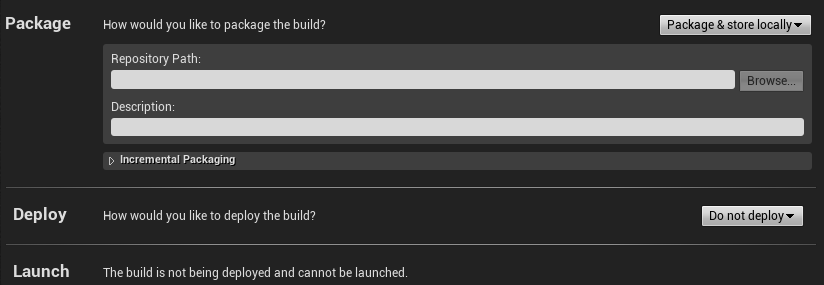 Package How would you like to package the build? Package & store locally
Repository Path:
Browse...
Description:
Incremental Packaging
Deploy How would you like to deploy the build? Do not deploy
Launch The build is not being deployed and cannot be launched.